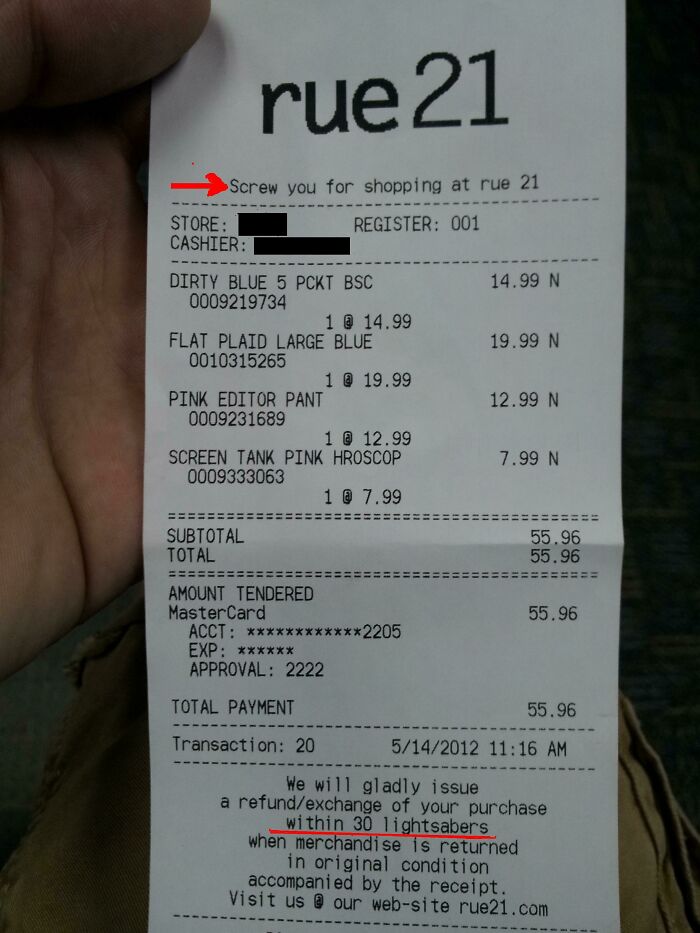 rue21
Screw you for shopping at rue 21
STORE: REGISTER: 001
CASHIER:
DIRTY BLUE 5 PCKT BSC 14.99 N
0009219734
1 @ 14.99
FLAT PLAID LARGE BLUE 19.99 N
0010315265
1 @ 19.99
PINK EDITOR PANT 12.99 N
0009231689
1 @ 12.99
SCREEN TANK PINK HROSCOP 7.99 N
0009333063
1 @ 7.99
SUBTOTAL 55.96
TOTAL 55.96
AMOUNT TENDERED
MasterCard 55.96
ACCT: ************2205
EXP: ******
APPROVAL: 2222
TOTAL PAYMENT 55.96
Transaction: 20 5/14/2012 11:16 AM
We will gladly issue
a refund/exchange of your purchase
within 30 lightsabers
when merchandise is returned
in original condition
accompanied by the receipt.
Visit us @ our web-site rue21.com